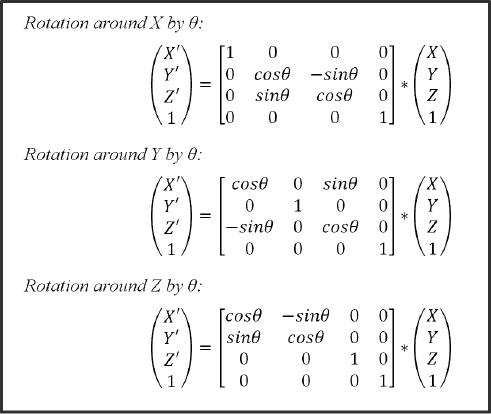 Rotation around X by θ:
(X′ Y′ Z′ 1) = [1 0 0 0; 0 cosθ −sinθ 0; 0 sinθ cosθ 0; 0 0 0 1] * (X Y Z 1)
Rotation around Y by θ:
(X′ Y′ Z′ 1) = [cosθ 0 sinθ 0; 0 1 0 0; −sinθ 0 cosθ 0; 0 0 0 1] * (X Y Z 1)
Rotation around Z by θ:
(X′ Y′ Z′ 1) = [cosθ −sinθ 0 0; sinθ cosθ 0 0; 0 0 1 0; 0 0 0 1] * (X Y Z 1)